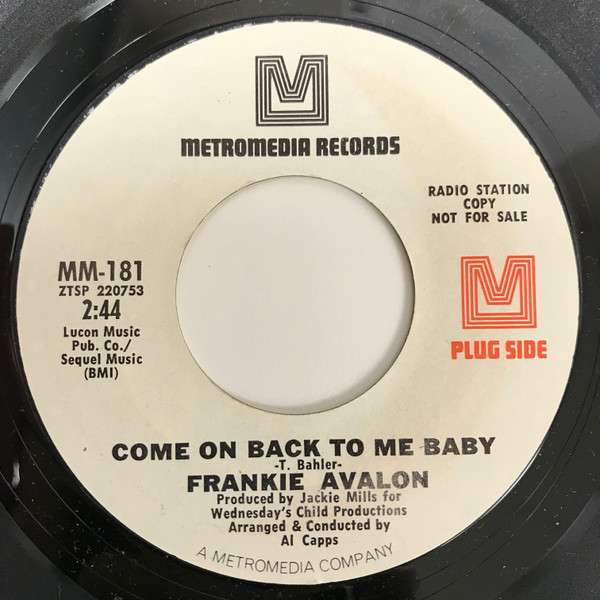 M
METROMEDIA RECORDS
RADIO STATION
COPY
NOT FOR SALE
MM-181
ZTSP 220753
2:44
Lucon Music
Pub. Co./
Sequel Music
(BMI)
M
PLUG SIDE
COME ON BACK TO ME BABY
-T. Bahler-
FRANKIE AVALON
Produced by Jackie Mills for
Wednesday's Child Productions
Arranged & Conducted by
Al Capps
A METROMEDIA COMPANY